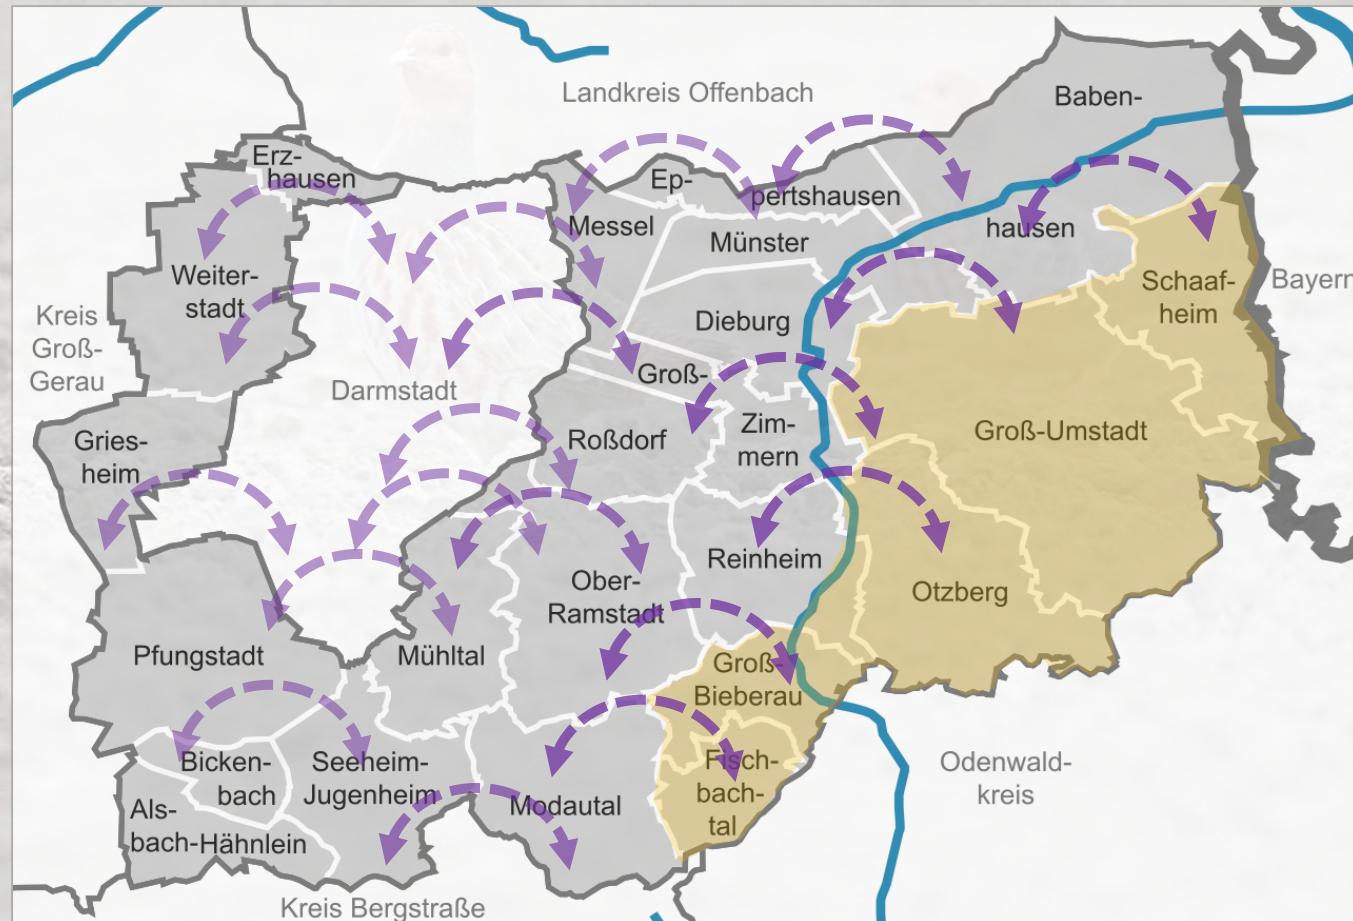 Landkreis Offenbach
Baben-
hausen
Erz-
hausen
Ep-
pertshausen
Messel
Münster
Weiter-
stadt
Schaaf-
heim
Bayern
Kreis
Groß-
Gerau
Dieburg
Darmstadt
Groß-
Zim-
mern
Groß-Umstadt
Gries-
heim
Roßdorf
Reinheim
Ober-
Ramstadt
Otzberg
Pfungstadt
Mühltal
Groß-
Bieberau
Bicken-
bach
Seeheim-
Jugenheim
Fisch-
bach-
tal
Odenwald-
kreis
Als-
bach-Hähnlein
Modautal
Kreis Bergstraße